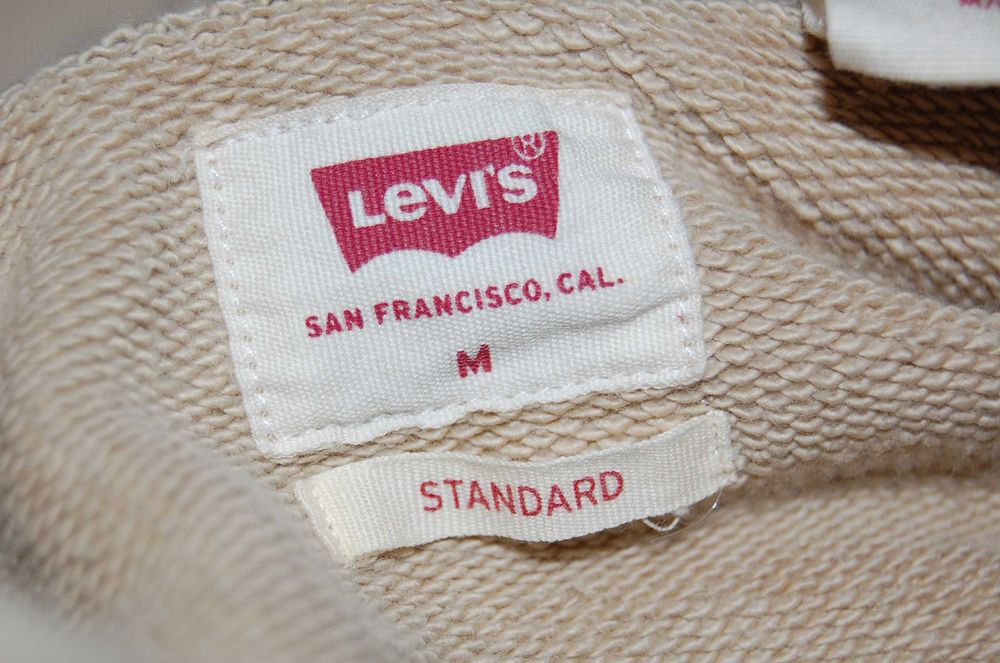 Levi's®
SAN FRANCISCO, CAL.
M
STANDARD